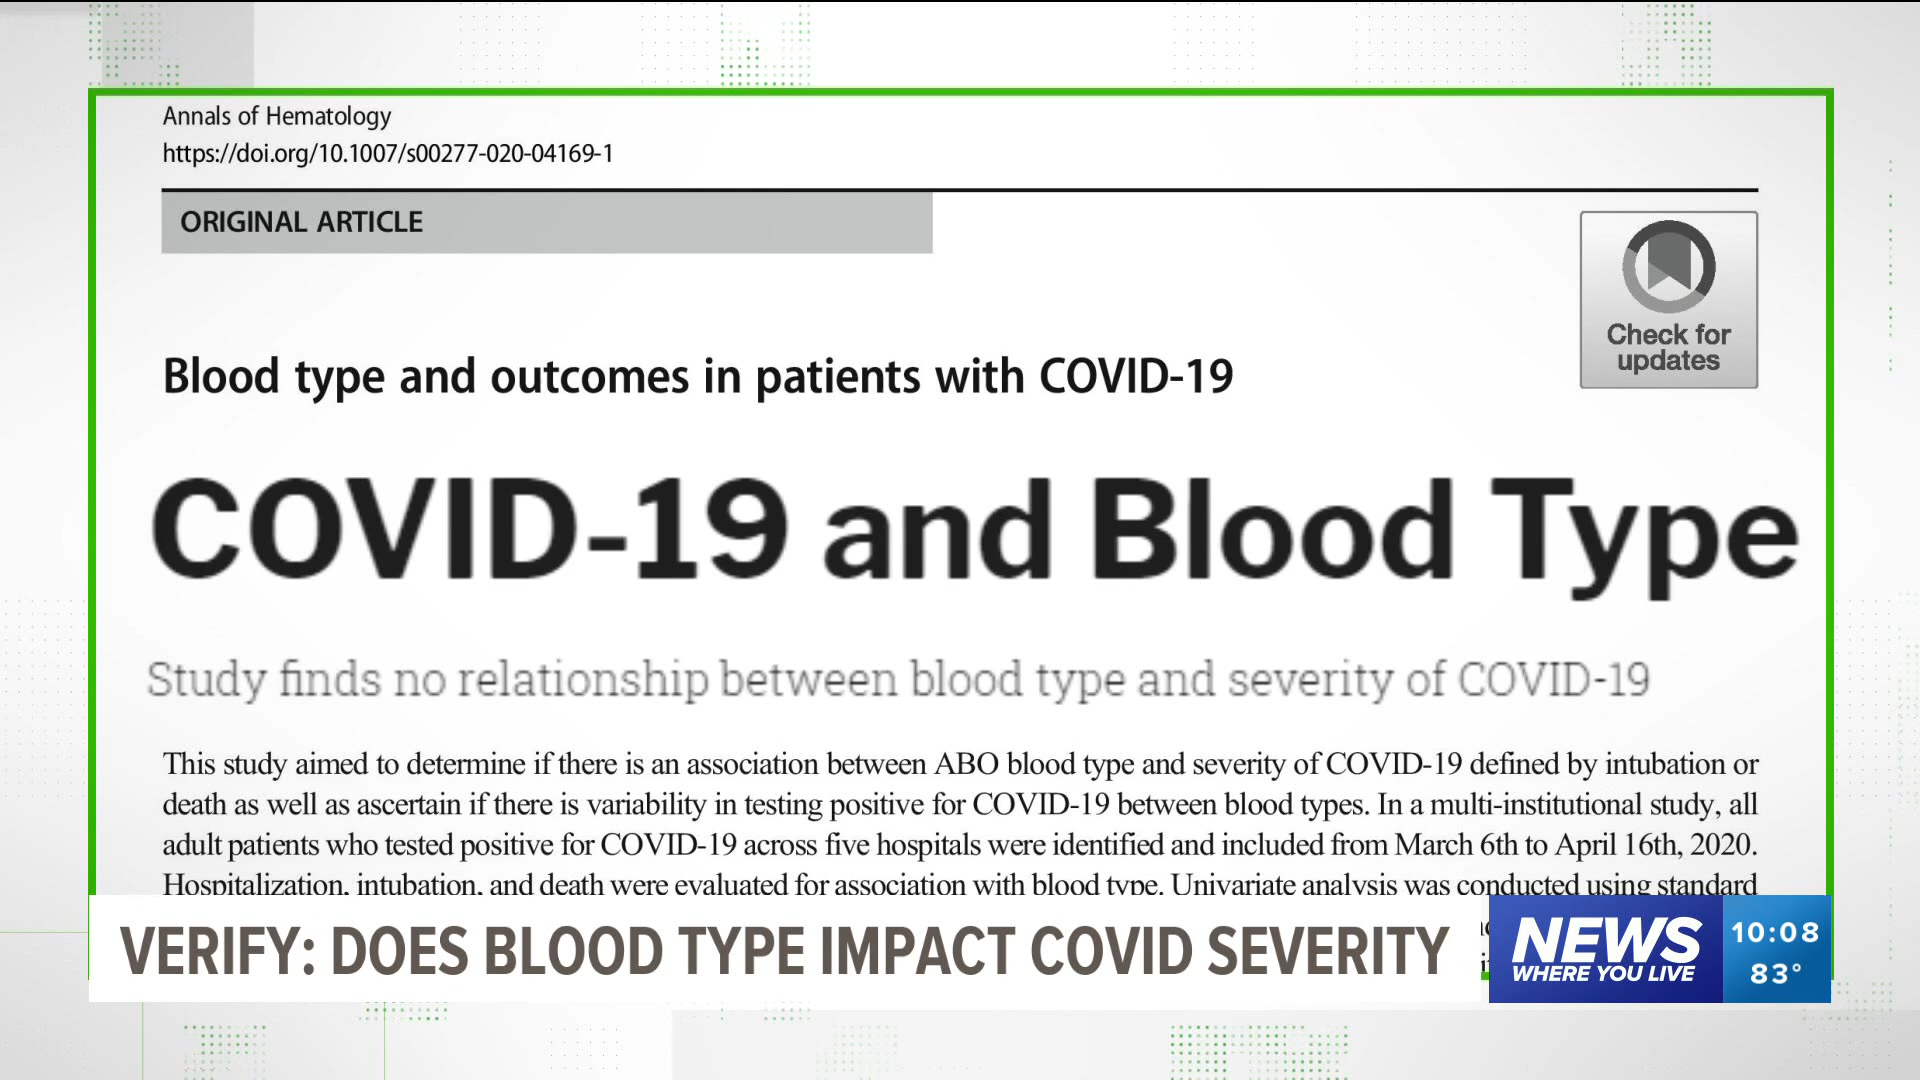 Annals of Hematology
https://doi.org/10.1007/s00277-020-04169-1
ORIGINAL ARTICLE
Check for
updates
Blood type and outcomes in patients with COVID-19
COVID-19 and Blood Type
Study finds no relationship between blood type and severity of COVID-19
This study aimed to determine if there is an association between ABO blood type and severity of COVID-19 defined by intubation or
death as well as ascertain if there is variability in testing positive for COVID-19 between blood types. In a multi-institutional study, all
adult patients who tested positive for COVID-19 across five hospitals were identified and included from March 6th to April 16th, 2020.
Hospitalization, intubation, and death were evaluated for association with blood type. Univariate analysis was conducted using standard
VERIFY: DOES BLOOD TYPE IMPACT COVID SEVERITY
NEWS
WHERE YOU LIVE
10:08
83°